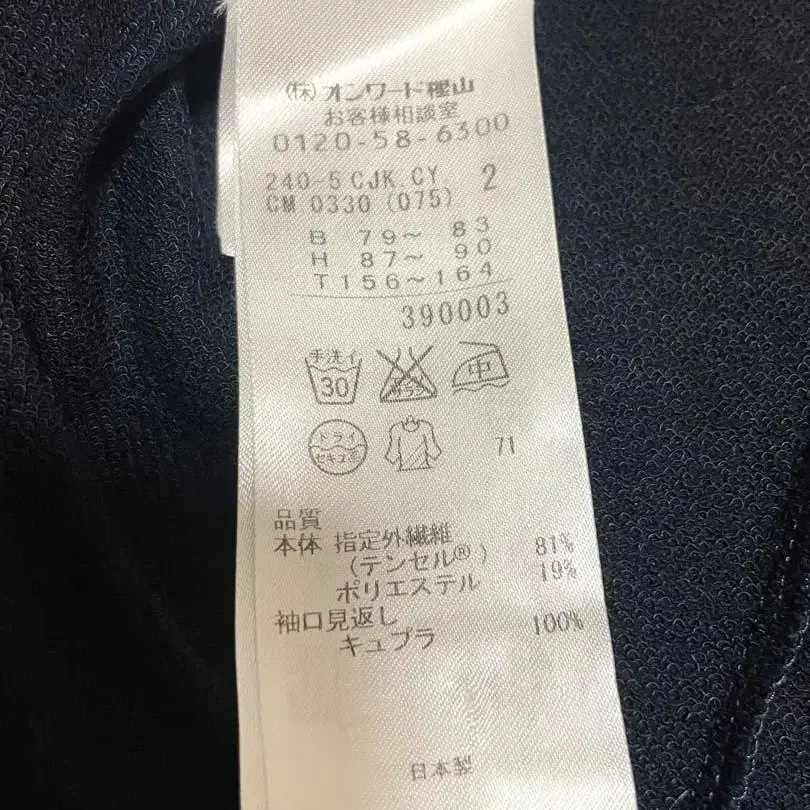 (株)オンワード樫山
お客様相談室
0120-58-6300
240-5 CJK.CY 2
CM 0330 (075)
B 79～ 83
H 87～ 90
T156～164
390003
手洗イ
30
中
ドライ
セキユ系
71
品質
本体 指定外繊維 81%
(テンセル®)
ポリエステル 19%
袖口見返し
キュプラ 100%
日本製